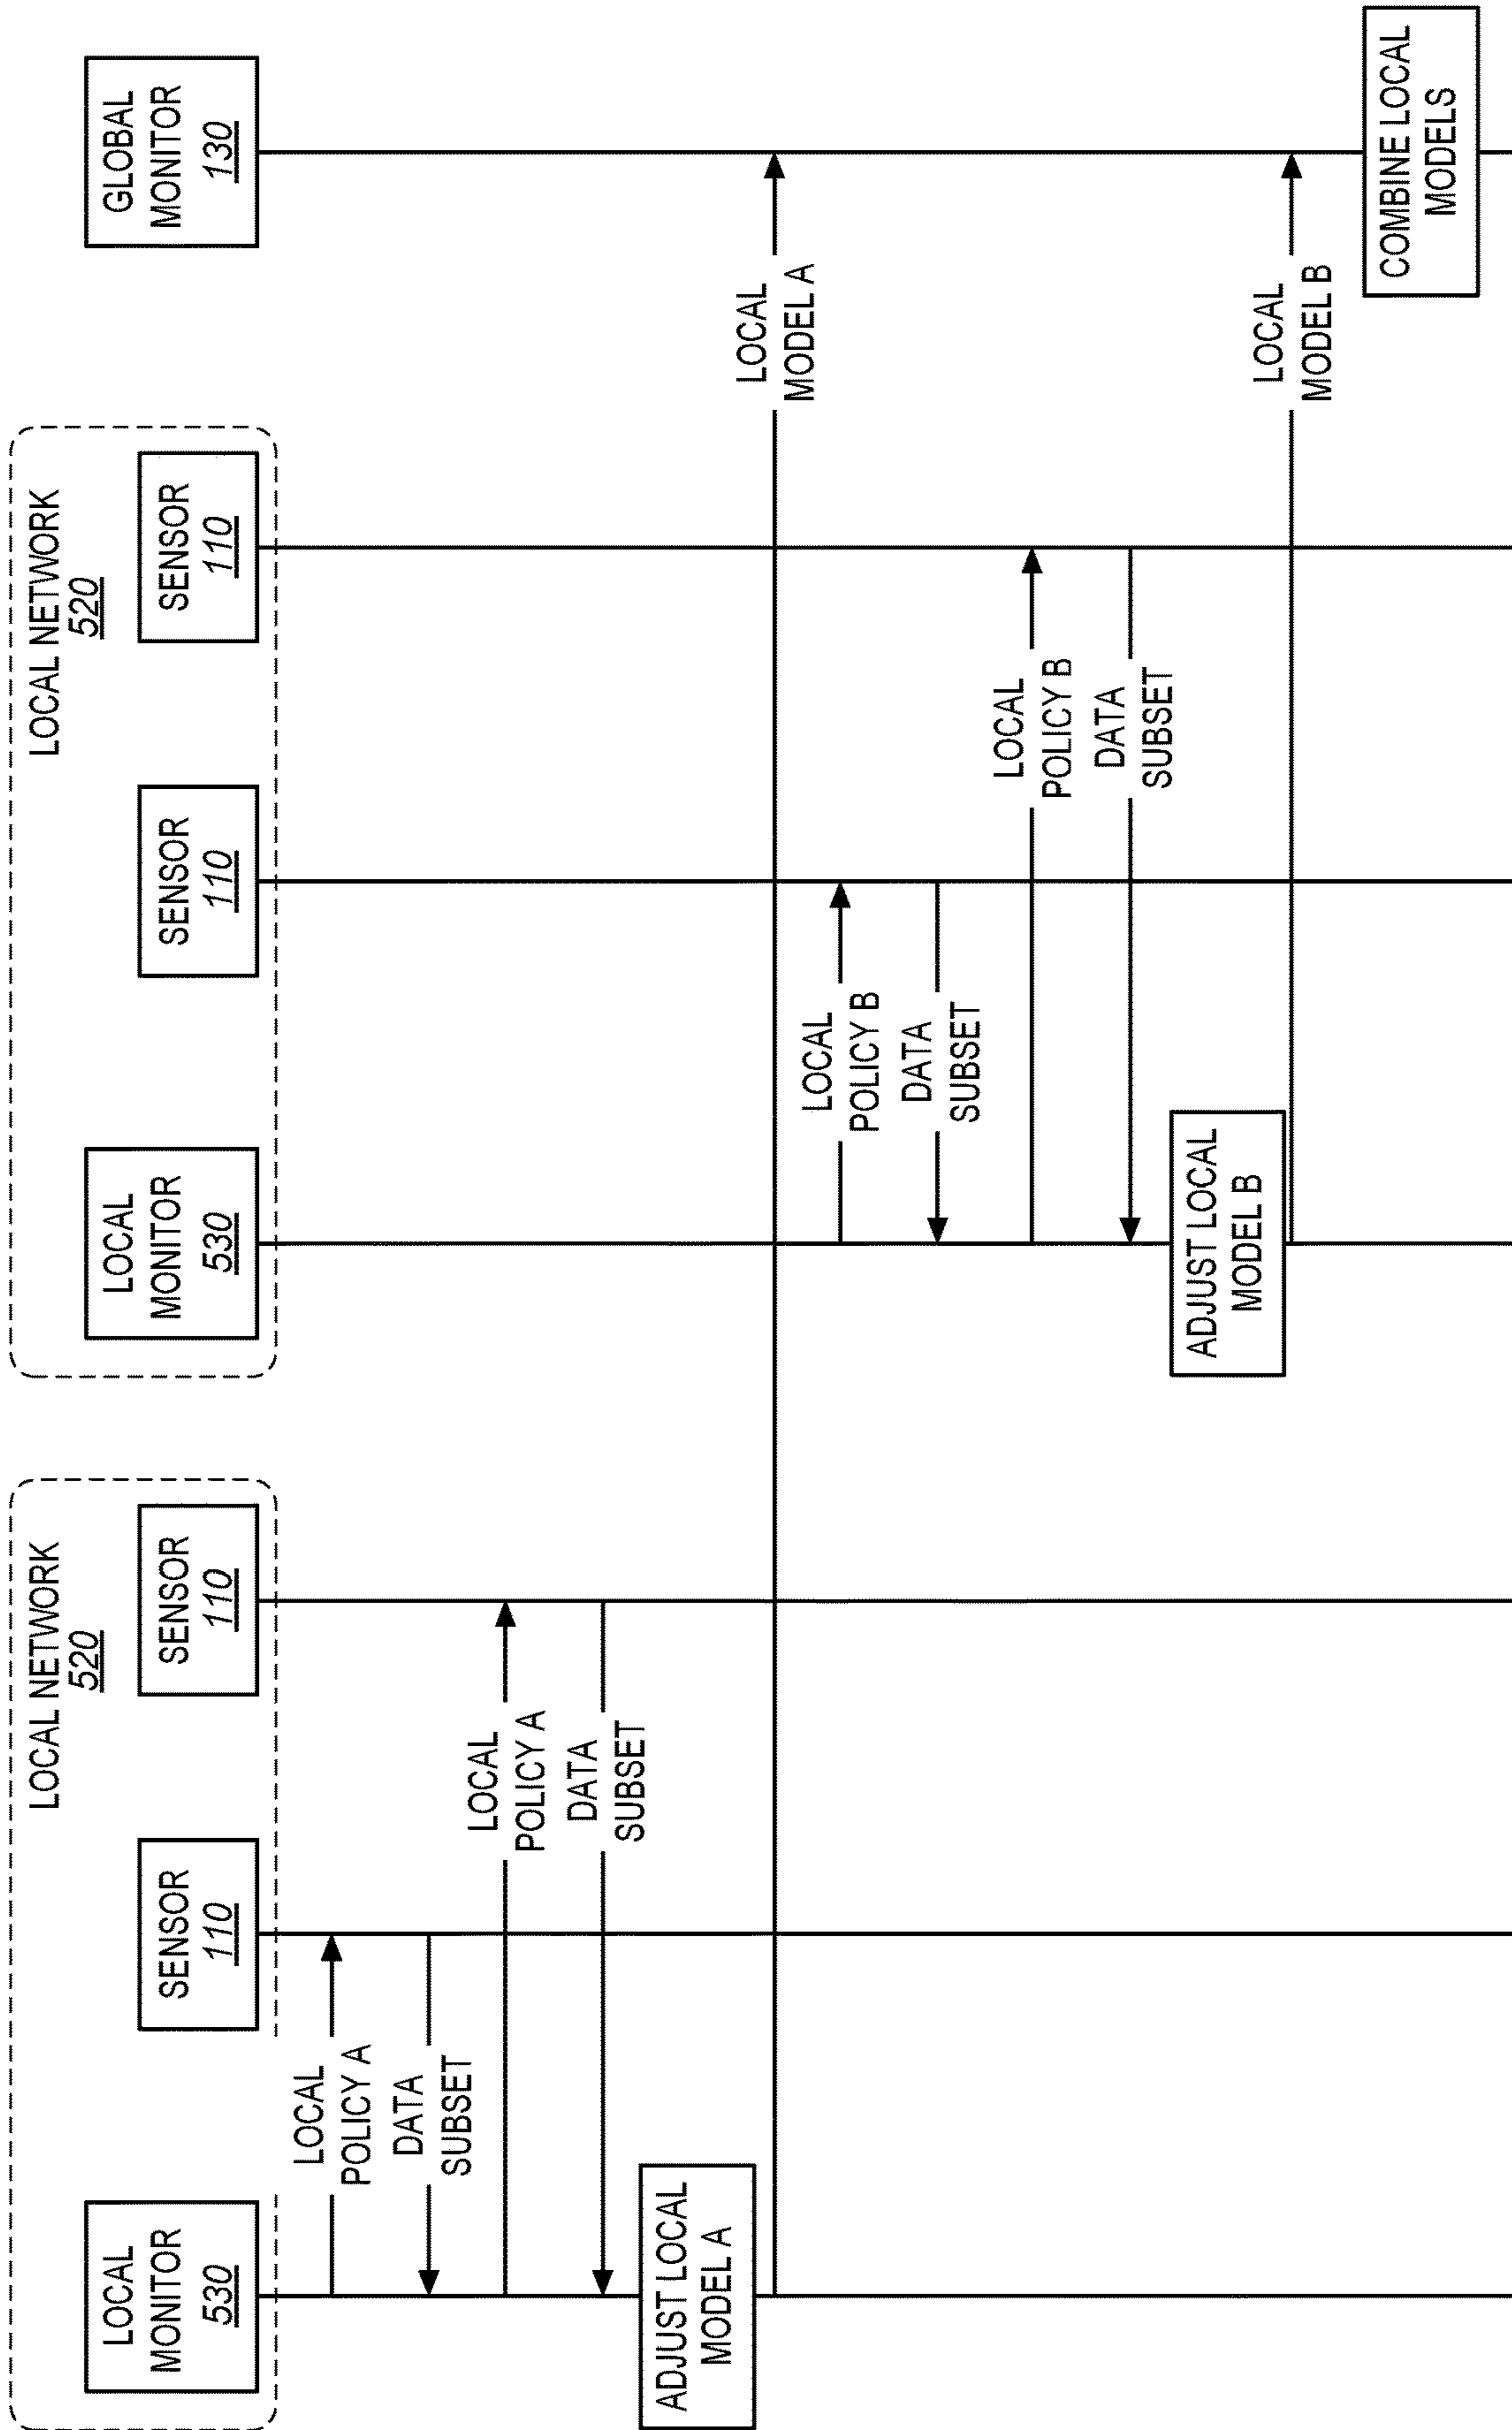 LOCAL NETWORK
520
LOCAL
MONITOR
530
SENSOR
110
SENSOR
110
LOCAL NETWORK
520
LOCAL
MONITOR
530
SENSOR
110
SENSOR
110
GLOBAL
MONITOR
130
LOCAL
POLICY A
DATA
SUBSET
LOCAL
POLICY A
DATA
SUBSET
ADJUST LOCAL
MODEL A
LOCAL
MODEL A
LOCAL
POLICY B
DATA
SUBSET
LOCAL
POLICY B
DATA
SUBSET
ADJUST LOCAL
MODEL B
LOCAL
MODEL B
COMBINE LOCAL
MODELS